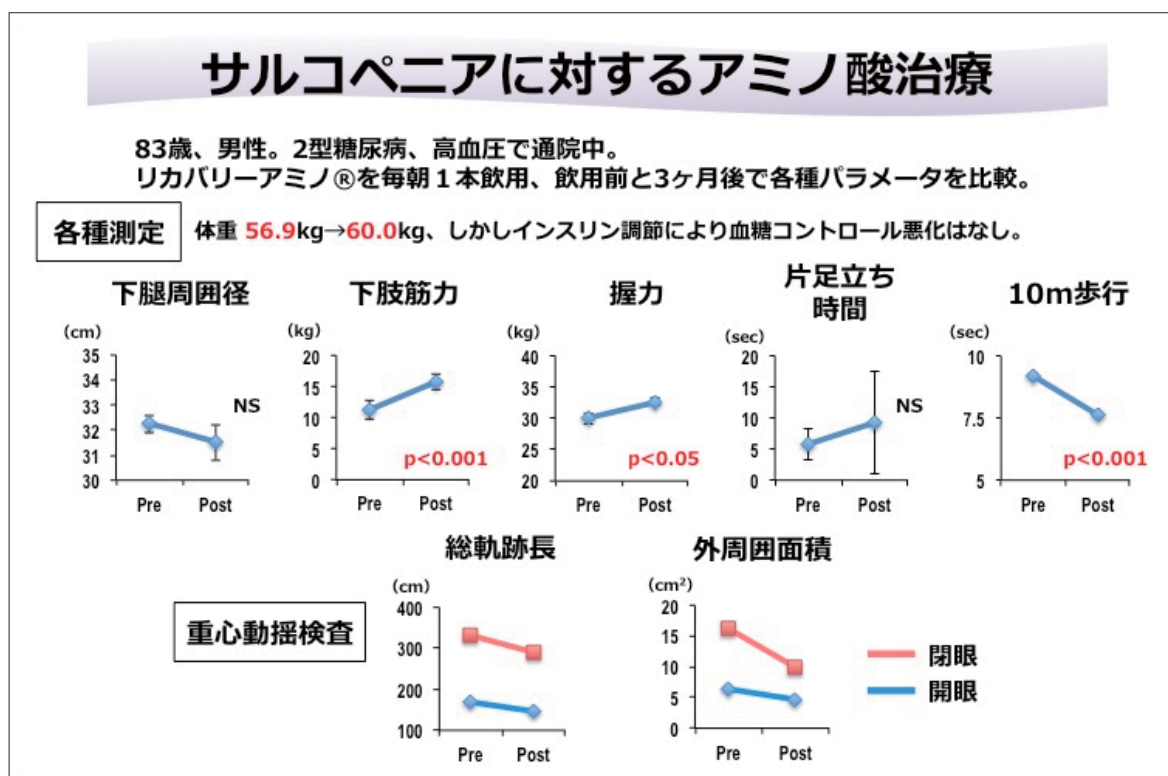 サルコペニアに対するアミノ酸治療
83歳、男性。2型糖尿病、高血圧で通院中。
リカバリーアミノ®を毎朝1本飲用、飲用前と3ヶ月後で各種パラメータを比較。
各種測定
体重 56.9kg→60.0kg、しかしインスリン調節により血糖コントロール悪化はなし。
下腿周囲径
(cm)
35
34
33
32
31
30
NS
Pre Post
下肢筋力
(kg)
20
15
10
5
0
p<0.001
Pre Post
握力
(kg)
40
35
30
25
20
p<0.05
Pre Post
片足立ち
時間
(sec)
20
15
10
5
0
NS
Pre Post
10m歩行
(sec)
10
7.5
5
p<0.001
Pre Post
重心動揺検査
総軌跡長
(cm)
400
300
200
100
Pre Post
外周囲面積
(cm²)
20
15
10
5
0
Pre Post
閉眼
開眼